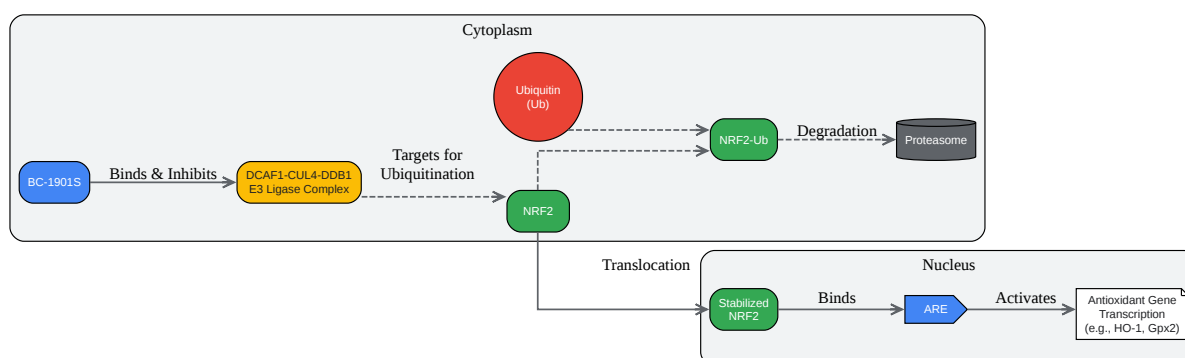 Cytoplasm
Ubiquitin
(Ub)
BC-1901S
Binds & Inhibits
DCAF1-CUL4-DDB1
E3 Ligase Complex
Targets for
Ubiquitination
NRF2
NRF2-Ub
Degradation
Proteasome
Translocation
Nucleus
Stabilized
NRF2
Binds
ARE
Activates
Antioxidant Gene
Transcription
(e.g., HO-1, Gpx2)